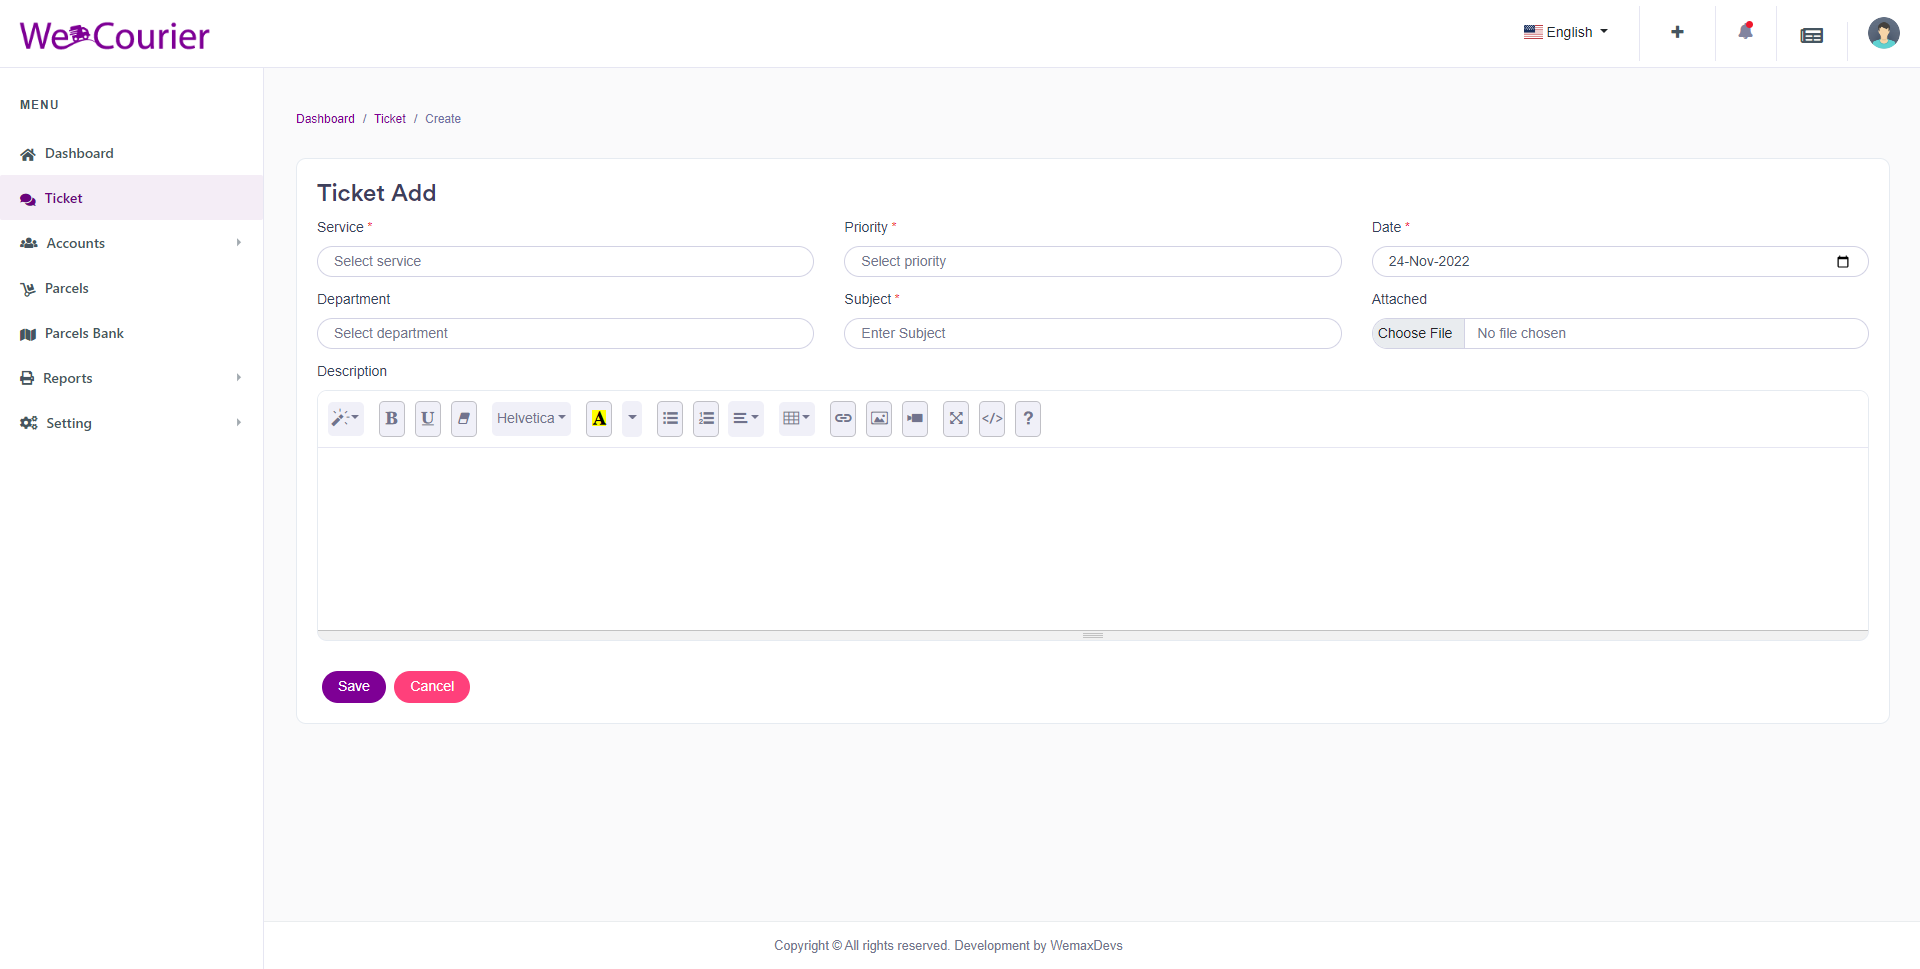 We Courier
English
MENU
Dashboard
Ticket
Accounts
Parcels
Parcels Bank
Reports
Setting
Dashboard / Ticket / Create
Ticket Add
Service *
Priority *
Date *
Select service
Select priority
24-Nov-2022
Department
Subject *
Attached
Select department
Enter Subject
Choose File No file chosen
Description
B U Helvetica A </> ?
Save Cancel
Copyright © All rights reserved. Development by WemaxDevs